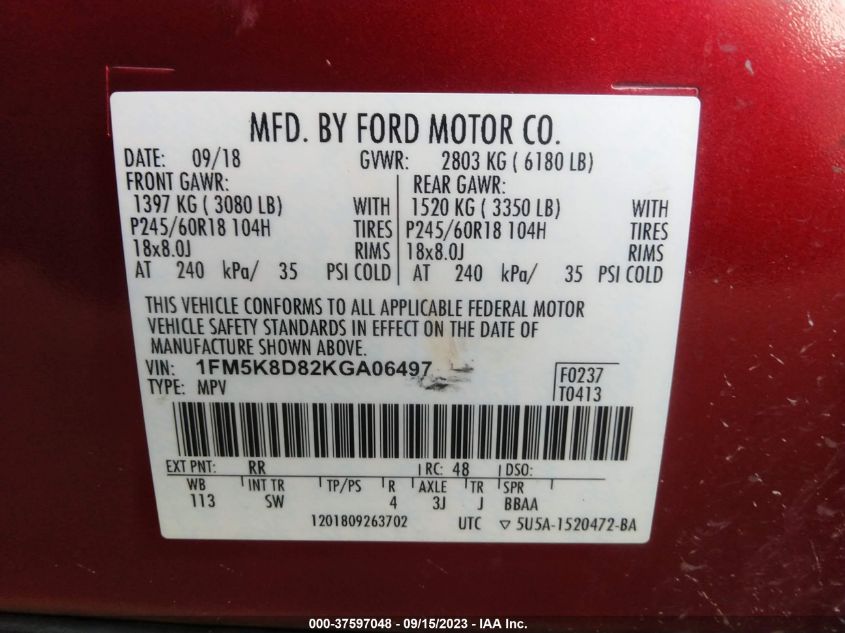 MFD. BY FORD MOTOR CO.
DATE: 09/18 GVWR: 2803 KG ( 6180 LB)
FRONT GAWR: REAR GAWR:
1397 KG ( 3080 LB) WITH 1520 KG ( 3350 LB) WITH
P245/60R18 104H TIRES P245/60R18 104H TIRES
18x8.0J RIMS 18x8.0J RIMS
AT 240 kPa/ 35 PSI COLD AT 240 kPa/ 35 PSI COLD
THIS VEHICLE CONFORMS TO ALL APPLICABLE FEDERAL MOTOR
VEHICLE SAFETY STANDARDS IN EFFECT ON THE DATE OF
MANUFACTURE SHOWN ABOVE.
VIN: 1FM5K8D82KGA06497 F0237
TYPE: MPV T0413
EXT PNT: RR RC: 48 DSO:
WB INT TR TP/PS R AXLE TR SPR
113 SW 4 3J J BBAA
1201809263702 UTC ▽ 5U5A-1520472-BA
000-37597048 - 09/15/2023 - IAA Inc.